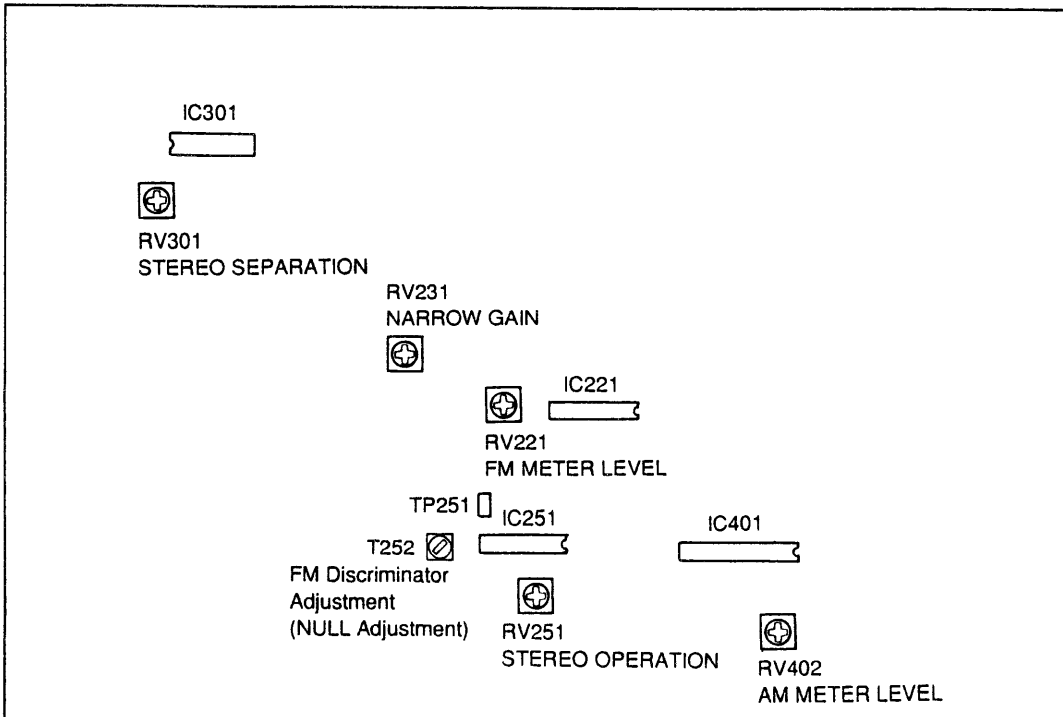 IC301
RV301
STEREO SEPARATION
RV231
NARROW GAIN
IC221
RV221
FM METER LEVEL
TP251
IC251
IC401
T252
FM Discriminator
Adjustment
(NULL Adjustment)
RV251
STEREO OPERATION
RV402
AM METER LEVEL